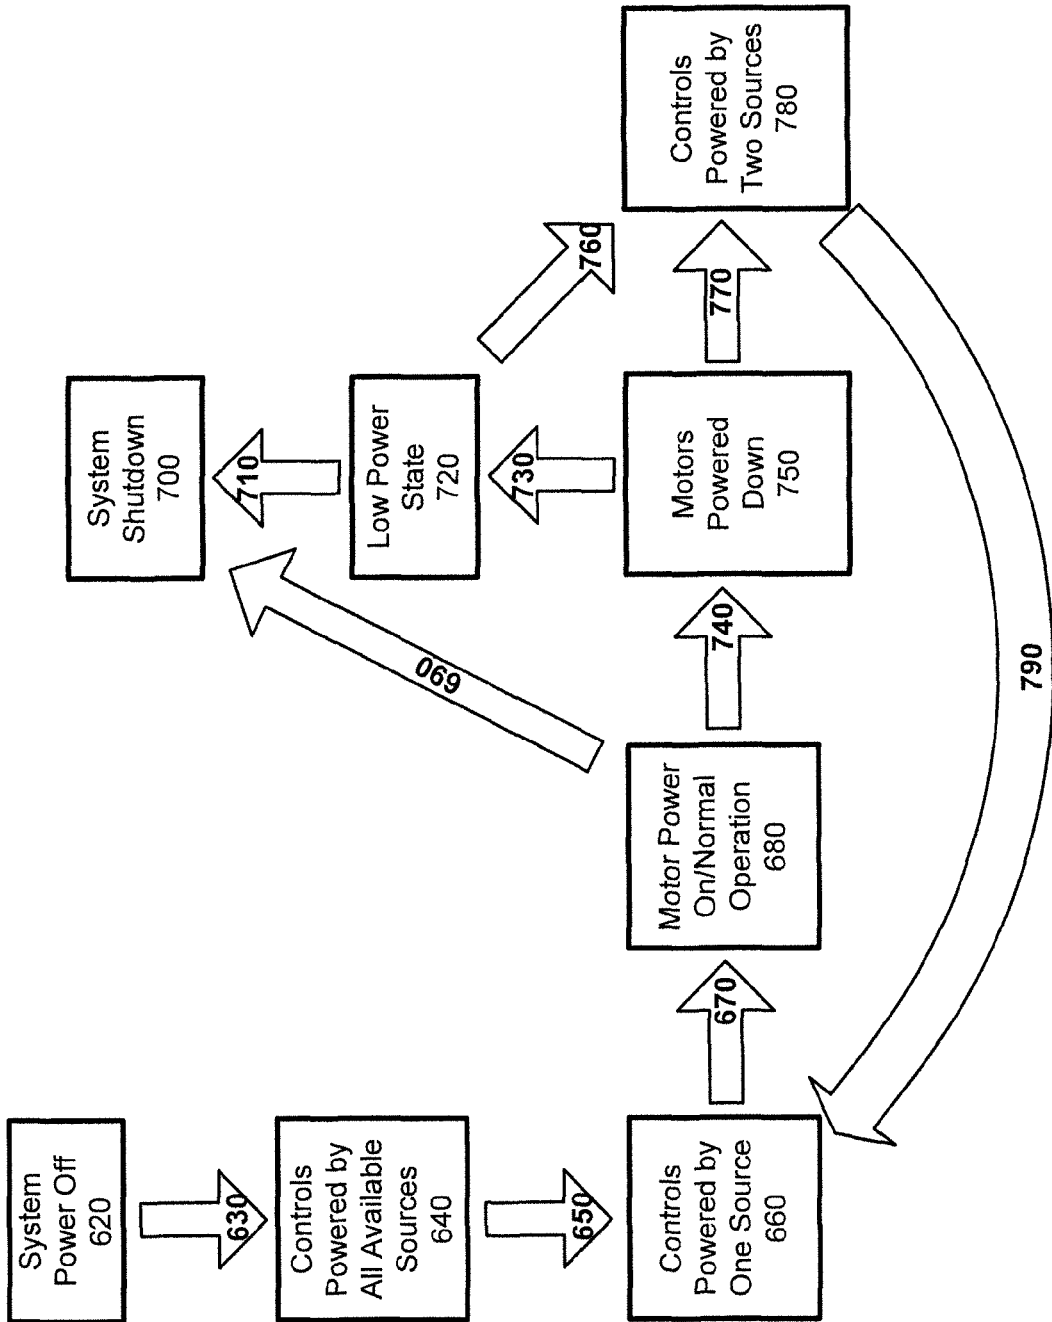 System
Power Off
620
630
Controls
Powered by
All Available
Sources
640
650
Controls
Powered by
One Source
660
670
Motor Power
On/Normal
Operation
680
690
System
Shutdown
700
710
Low Power
State
720
730
740
Motors
Powered
Down
750
760
770
Controls
Powered by
Two Sources
780
790